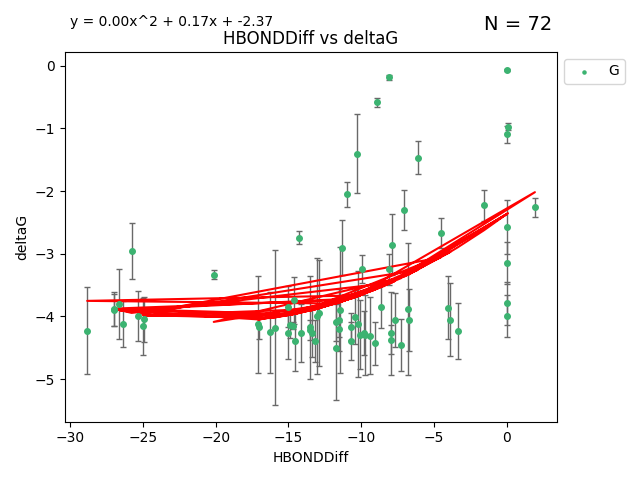 y = 0.00x^2 + 0.17x + -2.37
N = 72
HBONDDiff vs deltaG
G
0
−1
−2
−3
−4
−5
deltaG
−30 −25 −20 −15 −10 −5 0
HBONDDiff